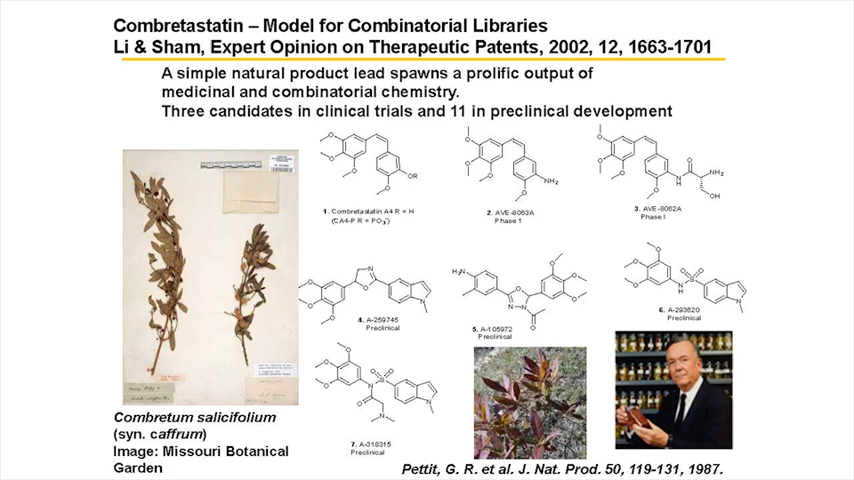 Combretastatin – Model for Combinatorial Libraries
Li & Sham, Expert Opinion on Therapeutic Patents, 2002, 12, 1663-1701
A simple natural product lead spawns a prolific output of
medicinal and combinatorial chemistry.
Three candidates in clinical trials and 11 in preclinical development
1. Combretastatin A4 R = H
(CA4-P R = PO3-)
2. AVE-8063A
Phase 1
3. AVE-8062A
Phase I
4. A-259745
Preclinical
5. A-105972
Preclinical
6. A-293620
Preclinical
7. A-318315
Preclinical
Combretum salicifolium
(syn. caffrum)
Image: Missouri Botanical
Garden
Pettit, G. R. et al. J. Nat. Prod. 50, 119-131, 1987.